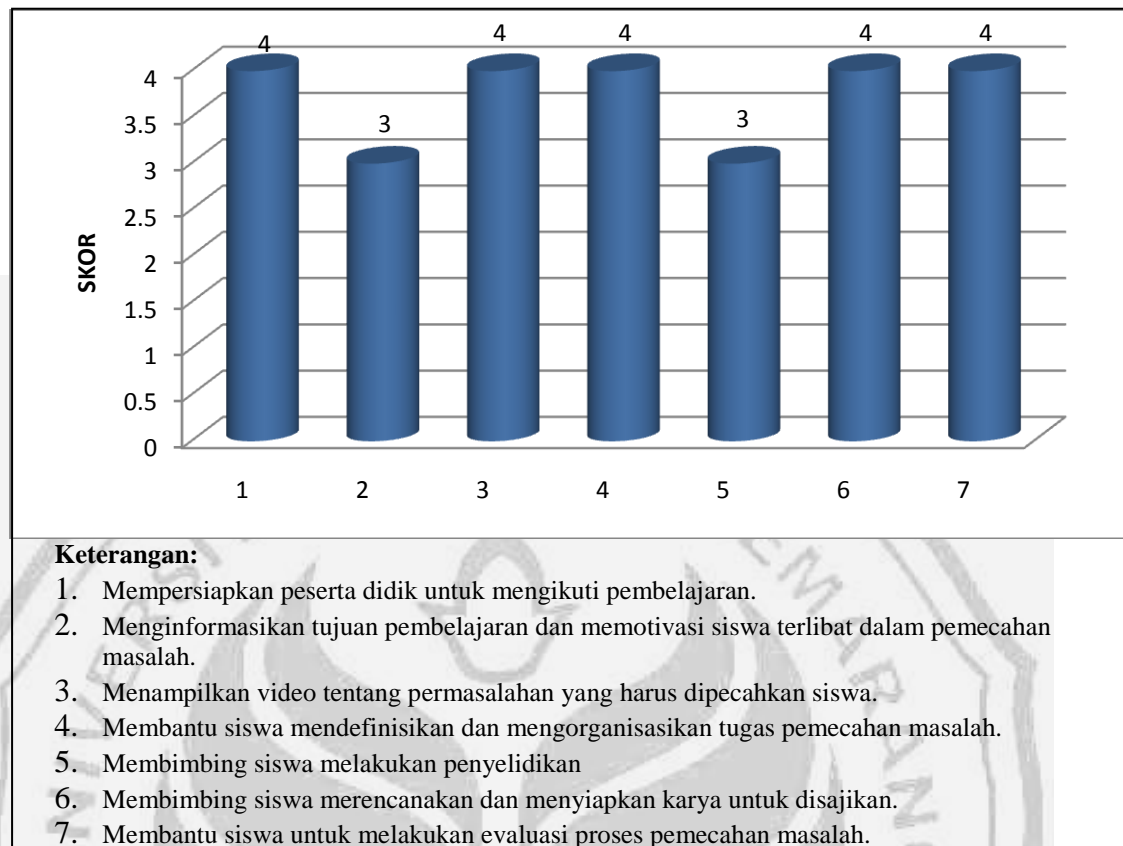 4 3 4 4 3 4 4
4
3.5
3
2.5
2
1.5
1
0.5
0
SKOR
1 2 3 4 5 6 7
Keterangan:
1. Mempersiapkan peserta didik untuk mengikuti pembelajaran.
2. Menginformasikan tujuan pembelajaran dan memotivasi siswa terlibat dalam pemecahan
masalah.
3. Menampilkan video tentang permasalahan yang harus dipecahkan siswa.
4. Membantu siswa mendefinisikan dan mengorganisasikan tugas pemecahan masalah.
5. Membimbing siswa melakukan penyelidikan
6. Membimbing siswa merencanakan dan menyiapkan karya untuk disajikan.
7. Membantu siswa untuk melakukan evaluasi proses pemecahan masalah.